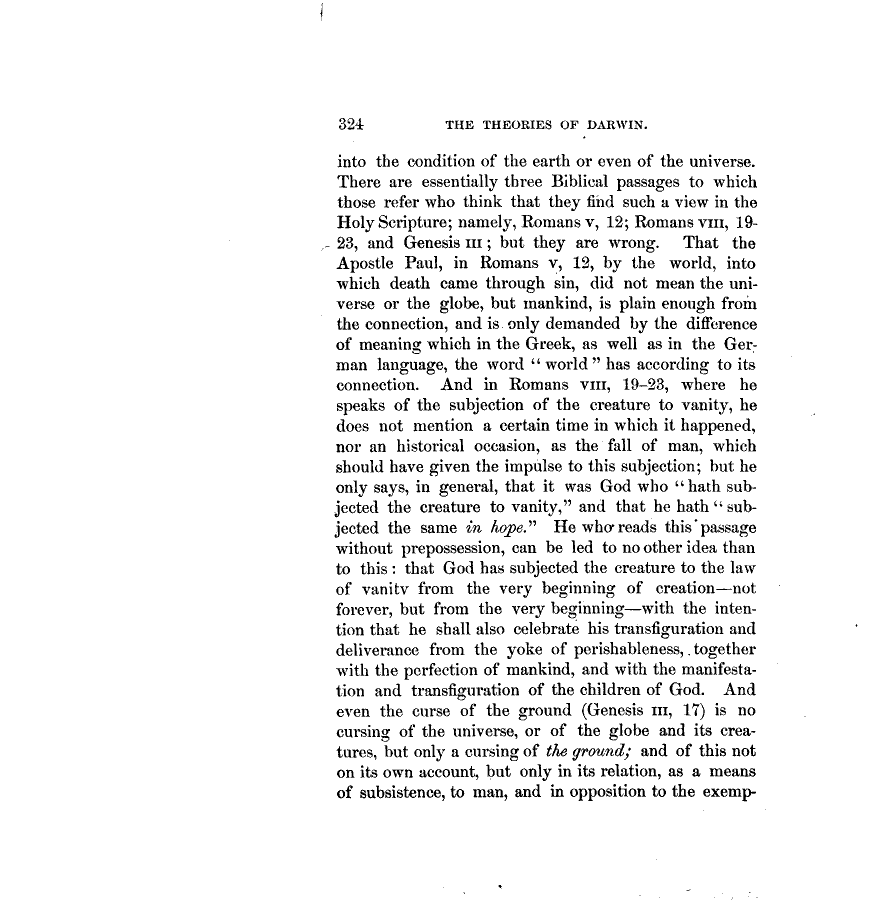 324 THE THEORIES OF DARWIN.
into the condition of the earth or even of the universe.
There are essentially three Biblical passages to which
those refer who think that they find such a view in the
Holy Scripture; namely, Romans v, 12; Romans VIII, 19-
23, and Genesis III; but they are wrong. That the
Apostle Paul, in Romans v, 12, by the world, into
which death came through sin, did not mean the uni-
verse or the globe, but mankind, is plain enough from
the connection, and is only demanded by the difference
of meaning which in the Greek, as well as in the Ger-
man language, the word "world" has according to its
connection. And in Romans VIII, 19–23, where he
speaks of the subjection of the creature to vanity, he
does not mention a certain time in which it happened,
nor an historical occasion, as the fall of man, which
should have given the impulse to this subjection; but he
only says, in general, that it was God who "hath sub-
jected the creature to vanity," and that he hath "sub-
jected the same in hope." He who reads this passage
without prepossession, can be led to no other idea than
to this: that God has subjected the creature to the law
of vanity from the very beginning of creation—not
forever, but from the very beginning—with the inten-
tion that he shall also celebrate his transfiguration and
deliverance from the yoke of perishableness, together
with the perfection of mankind, and with the manifesta-
tion and transfiguration of the children of God. And
even the curse of the ground (Genesis III, 17) is no
cursing of the universe, or of the globe and its crea-
tures, but only a cursing of the ground; and of this not
on its own account, but only in its relation, as a means
of subsistence, to man, and in opposition to the exemp-